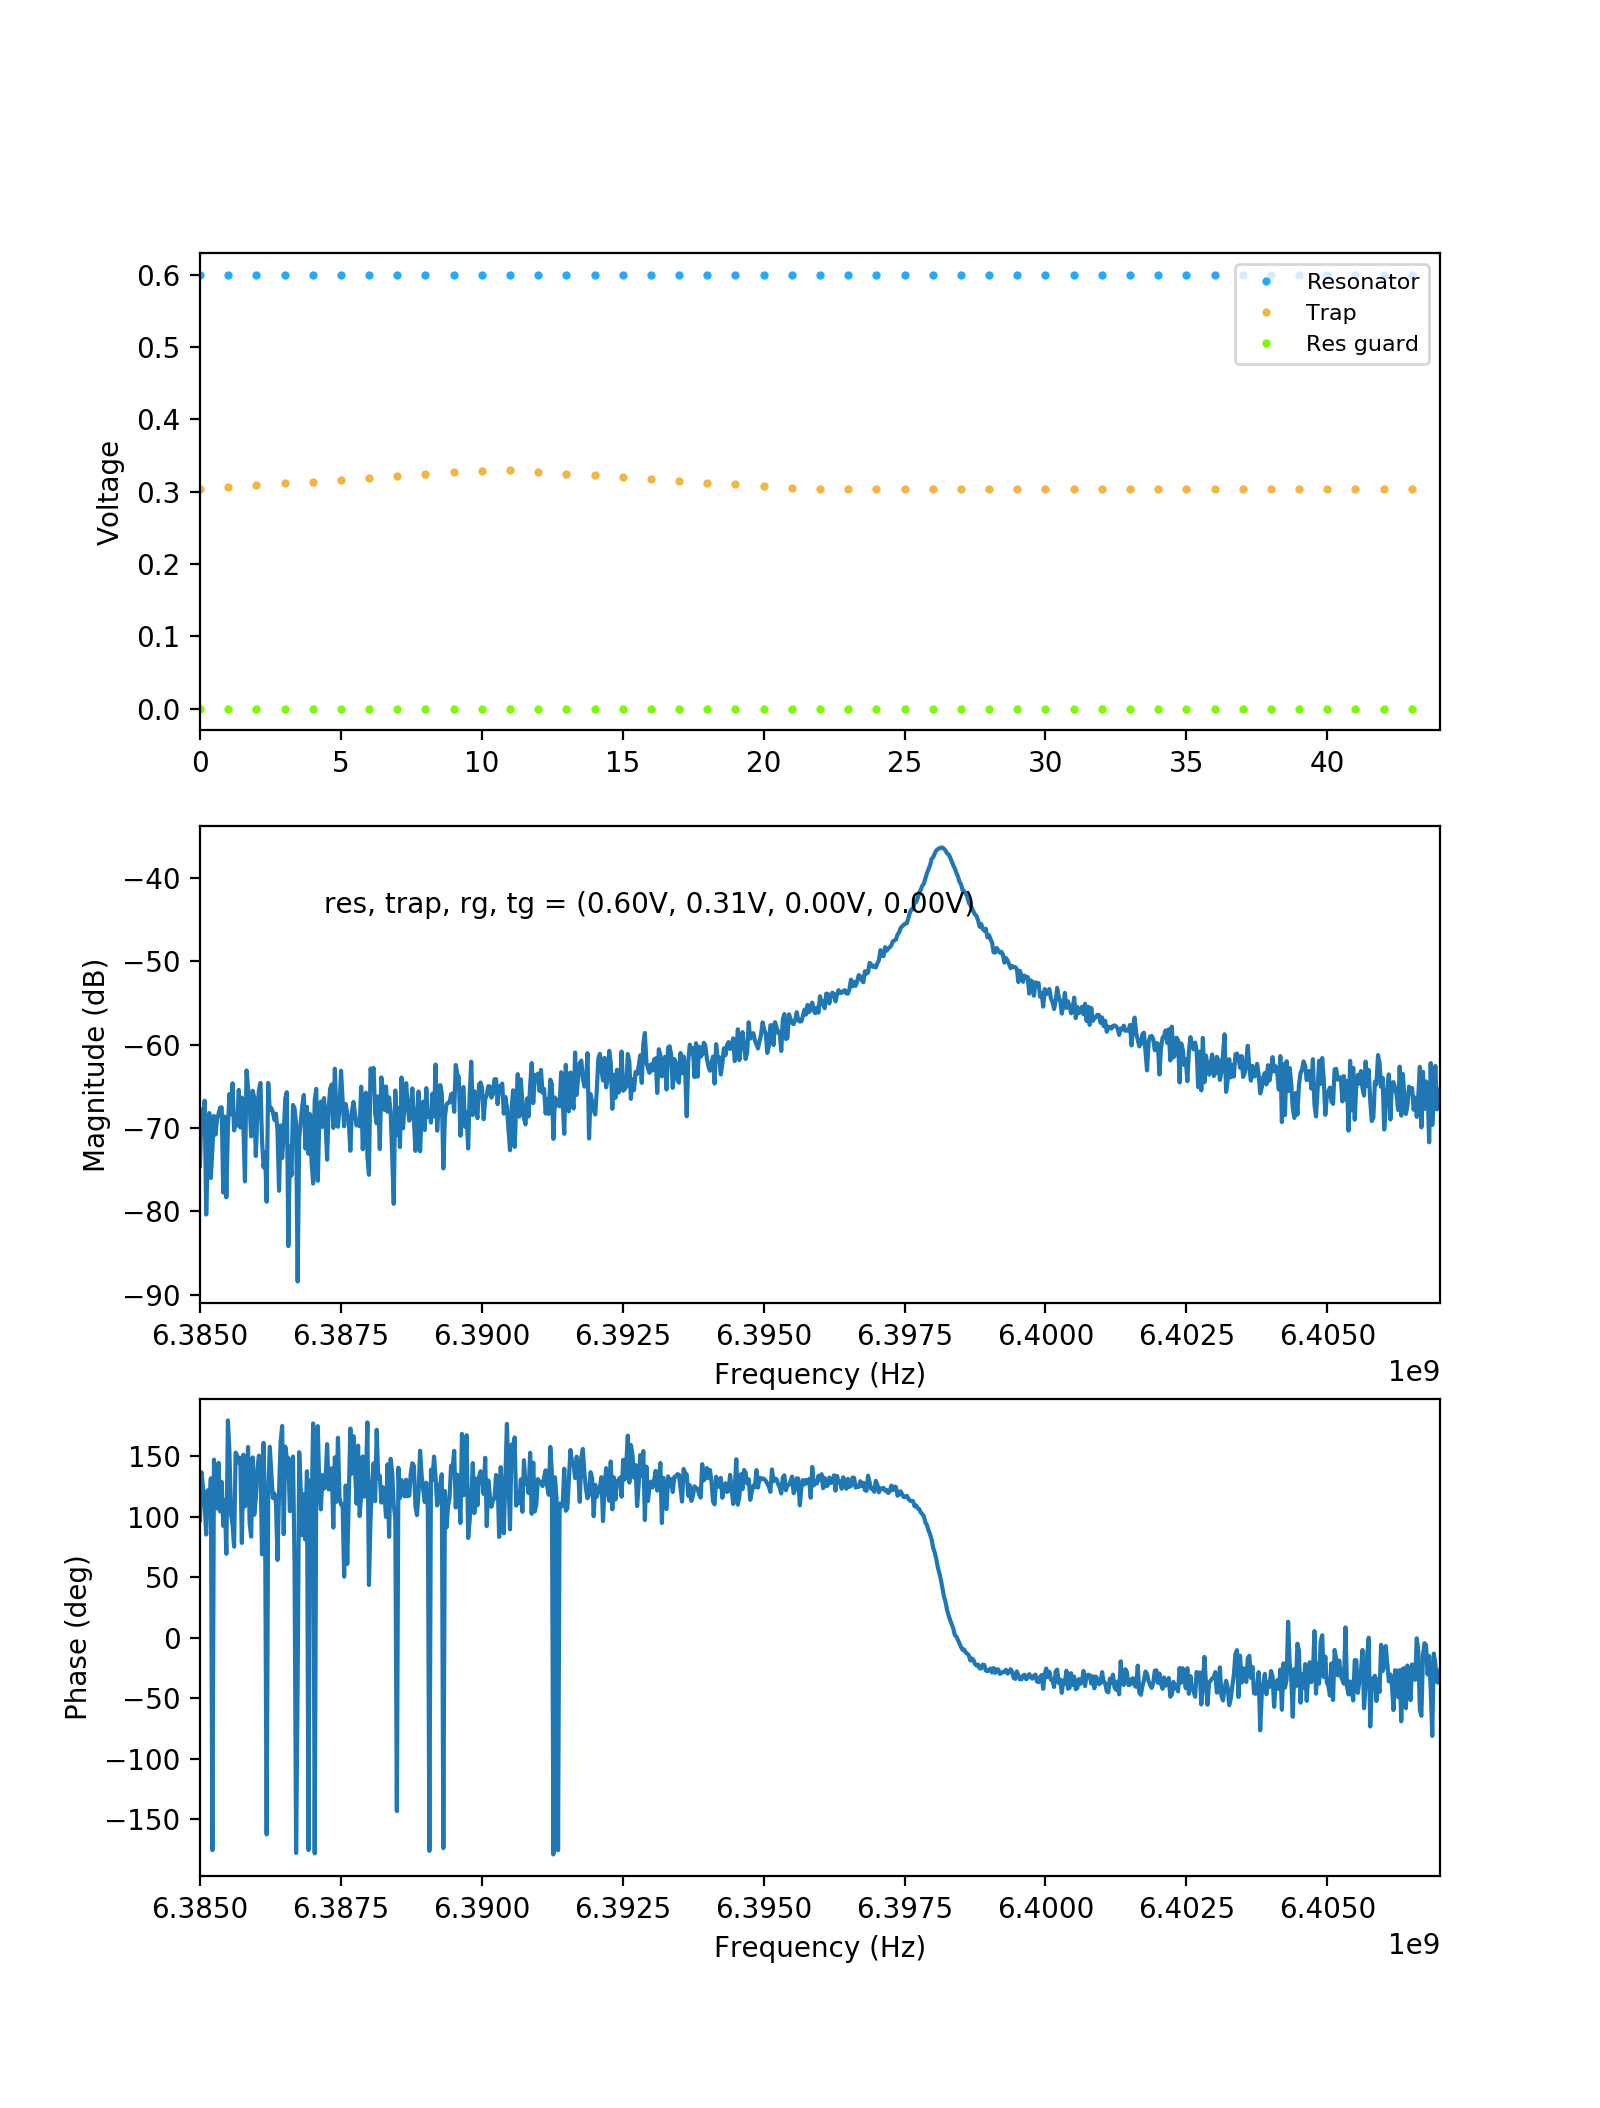 0.6
0.5
0.4
0.3
0.2
0.1
0.0
Voltage
Resonator
Trap
Res guard
0 5 10 15 20 25 30 35 40
−40
−50
−60
−70
−80
−90
Magnitude (dB)
res, trap, rg, tg = (0.60V, 0.31V, 0.00V, 0.00V)
6.3850 6.3875 6.3900 6.3925 6.3950 6.3975 6.4000 6.4025 6.4050
Frequency (Hz)
1e9
150
100
50
0
−50
−100
−150
Phase (deg)
6.3850 6.3875 6.3900 6.3925 6.3950 6.3975 6.4000 6.4025 6.4050
Frequency (Hz)
1e9